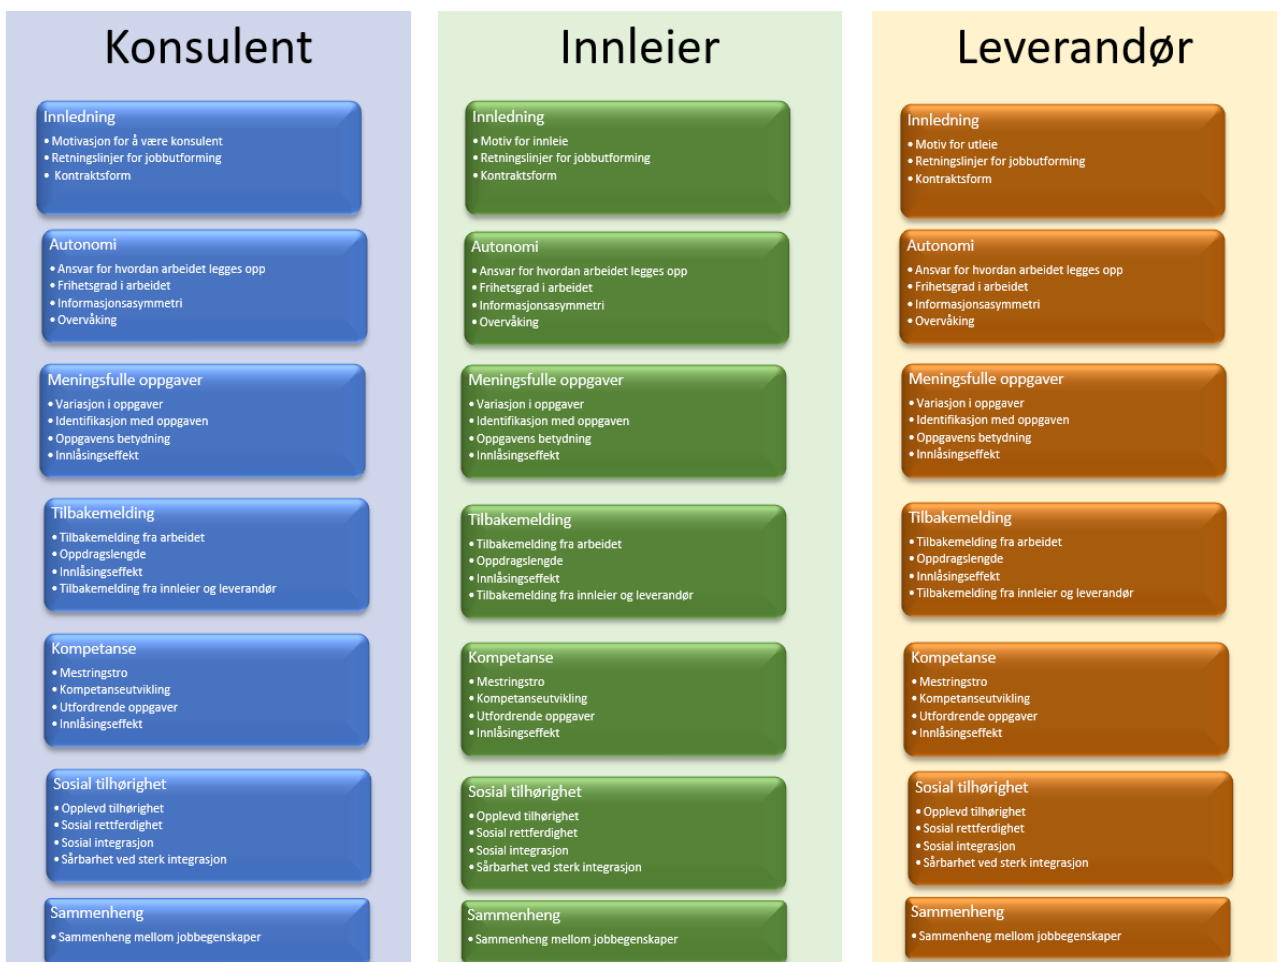 Konsulent
Innledning
• Motivasjon for å være konsulent
• Retningslinjer for jobbutforming
• Kontraktsform
Autonomi
• Ansvar for hvordan arbeidet legges opp
• Frihetsgrad i arbeidet
• Informasjonsasymmetri
• Overvåking
Meningsfulle oppgaver
• Variasjon i oppgaver
• Identifikasjon med oppgaven
• Oppgavens betydning
• Innlåsingseffekt
Tilbakemelding
• Tilbakemelding fra arbeidet
• Oppdragslengde
• Innlåsingseffekt
• Tilbakemelding fra innleier og leverandør
Kompetanse
• Mestringstro
• Kompetanseutvikling
• Utfordrende oppgaver
• Innlåsingseffekt
Sosial tilhørighet
• Opplevd tilhørighet
• Sosial rettferdighet
• Sosial integrasjon
• Sårbarhet ved sterk integrasjon
Sammenheng
• Sammenheng mellom jobbegenskaper
Innleier
Innledning
• Motiv for innleie
• Retningslinjer for jobbutforming
• Kontraktsform
Autonomi
• Ansvar for hvordan arbeidet legges opp
• Frihetsgrad i arbeidet
• Informasjonsasymmetri
• Overvåking
Meningsfulle oppgaver
• Variasjon i oppgaver
• Identifikasjon med oppgaven
• Oppgavens betydning
• Innlåsingseffekt
Tilbakemelding
• Tilbakemelding fra arbeidet
• Oppdragslengde
• Innlåsingseffekt
• Tilbakemelding fra innleier og leverandør
Kompetanse
• Mestringstro
• Kompetanseutvikling
• Utfordrende oppgaver
• Innlåsingseffekt
Sosial tilhørighet
• Opplevd tilhørighet
• Sosial rettferdighet
• Sosial integrasjon
• Sårbarhet ved sterk integrasjon
Sammenheng
• Sammenheng mellom jobbegenskaper
Leverandør
Innledning
• Motiv for utleie
• Retningslinjer for jobbutforming
• Kontraktsform
Autonomi
• Ansvar for hvordan arbeidet legges opp
• Frihetsgrad i arbeidet
• Informasjonsasymmetri
• Overvåking
Meningsfulle oppgaver
• Variasjon i oppgaver
• Identifikasjon med oppgaven
• Oppgavens betydning
• Innlåsingseffekt
Tilbakemelding
• Tilbakemelding fra arbeidet
• Oppdragslengde
• Innlåsingseffekt
• Tilbakemelding fra innleier og leverandør
Kompetanse
• Mestringstro
• Kompetanseutvikling
• Utfordrende oppgaver
• Innlåsingseffekt
Sosial tilhørighet
• Opplevd tilhørighet
• Sosial rettferdighet
• Sosial integrasjon
• Sårbarhet ved sterk integrasjon
Sammenheng
• Sammenheng mellom jobbegenskaper